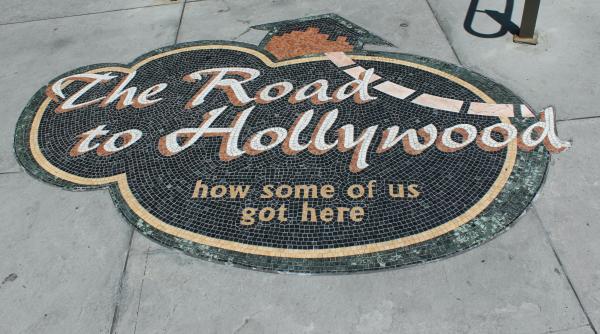 The Road
to Hollywood
how some of us
got here